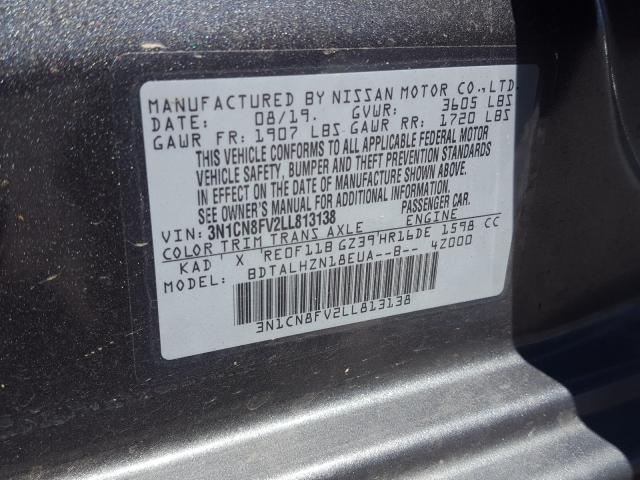 MANUFACTURED BY NISSAN MOTOR CO.,LTD.
DATE: 08/19. GVWR: 3605 LBS
GAWR FR: 1907 LBS GAWR RR: 1720 LBS
THIS VEHICLE CONFORMS TO ALL APPLICABLE FEDERAL MOTOR
VEHICLE SAFETY, BUMPER AND THEFT PREVENTION STANDARDS
IN EFFECT ON THE DATE OF MANUFACTURE SHOWN ABOVE.
SEE OWNER'S MANUAL FOR ADDITIONAL INFORMATION
VIN: 3N1CN8FV2LL813138 PASSENGER CAR.
COLOR TRIM TRANS AXLE ENGINE
KAD X RE0F11B GZ39 HR16DE 1598 CC
MODEL: BDTALHZN18EUA--B-- 42000
3N1CN8FV2LL813138